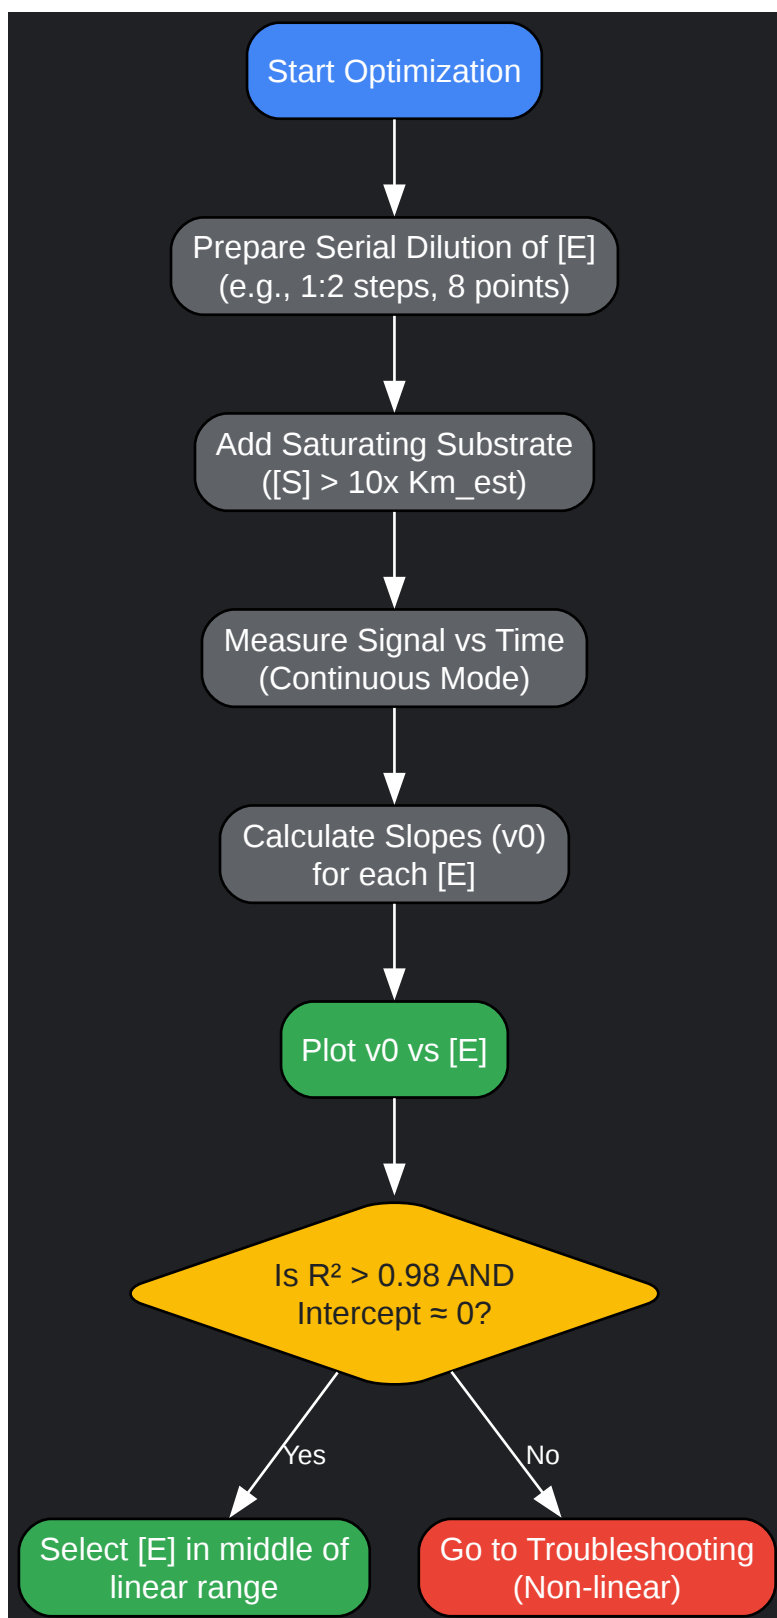 Start Optimization
Prepare Serial Dilution of [E]
(e.g., 1:2 steps, 8 points)
Add Saturating Substrate
([S] > 10x Km_est)
Measure Signal vs Time
(Continuous Mode)
Calculate Slopes (v0)
for each [E]
Plot v0 vs [E]
Is R² > 0.98 AND
Intercept ≈ 0?
Yes
No
Select [E] in middle of
linear range
Go to Troubleshooting
(Non-linear)